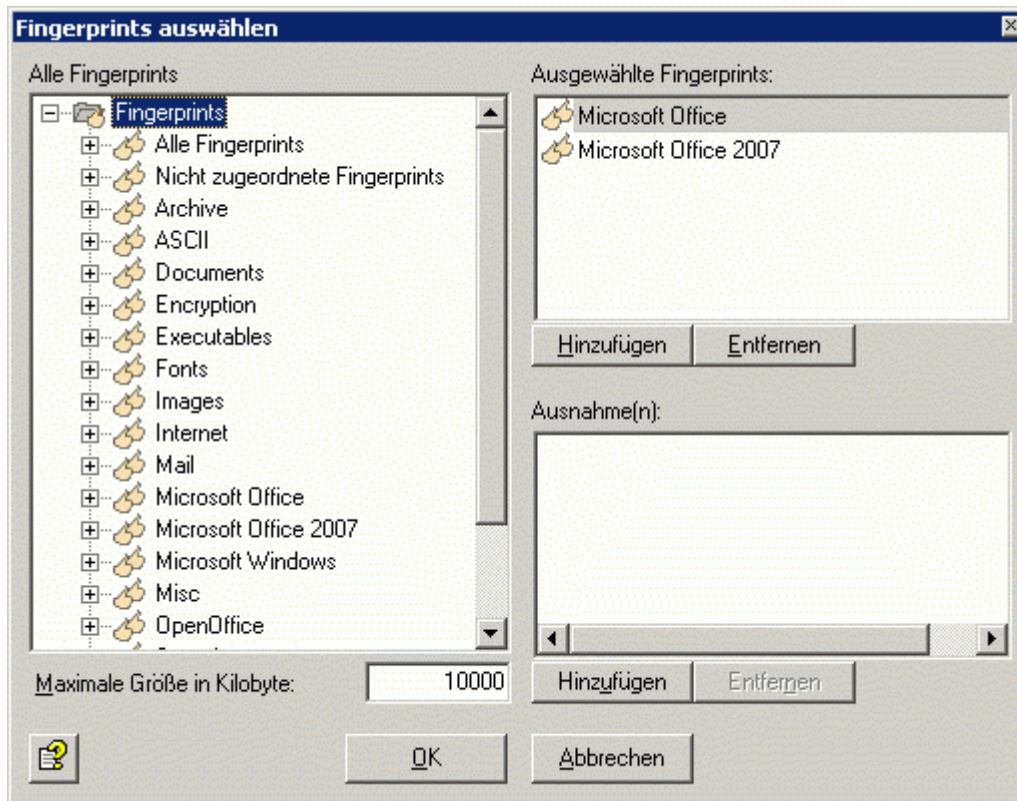 Fingerprints auswählen
Alle Fingerprints
Fingerprints
Alle Fingerprints
Nicht zugeordnete Fingerprints
Archive
ASCII
Documents
Encryption
Executables
Fonts
Images
Internet
Mail
Microsoft Office
Microsoft Office 2007
Microsoft Windows
Misc
OpenOffice
Maximale Größe in Kilobyte: 10000
Ausgewählte Fingerprints:
Microsoft Office
Microsoft Office 2007
Hinzufügen Entfernen
Ausnahme(n):
Hinzufügen Entfernen
OK Abbrechen